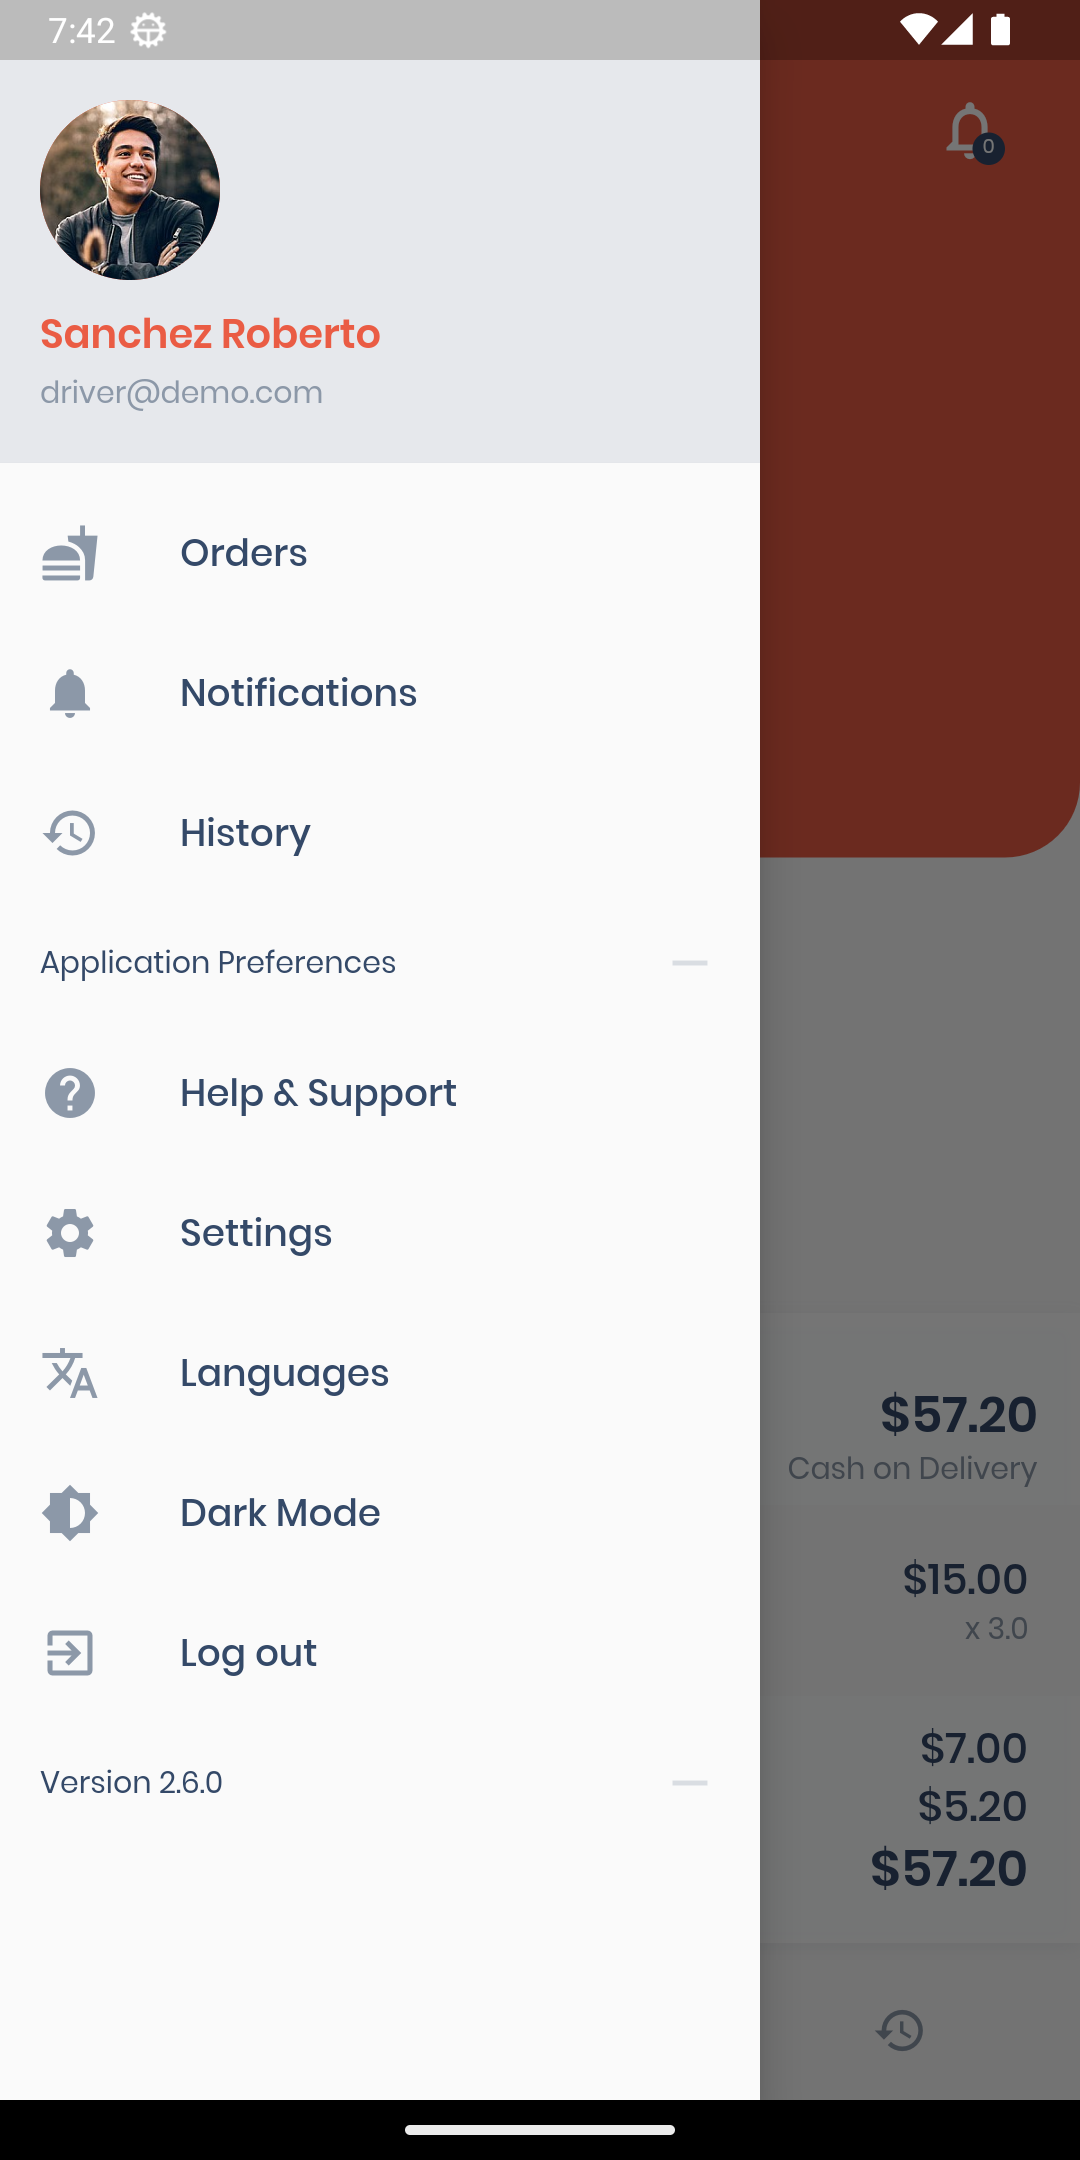 7:42
0
Sanchez Roberto
driver@demo.com
Orders
Notifications
History
Application Preferences
Help & Support
Settings
Languages
$57.20
Cash on Delivery
Dark Mode
$15.00
x 3.0
Log out
$7.00
Version 2.6.0
$5.20
$57.20